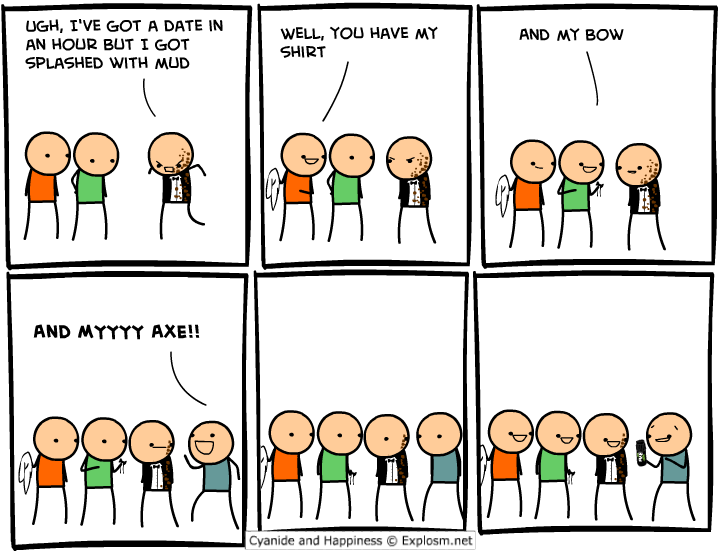 UGH, I'VE GOT A DATE IN
AN HOUR BUT I GOT
SPLASHED WITH MUD
WELL, YOU HAVE MY
SHIRT
AND MY BOW
AND MYYYY AXE!!
Cyanide and Happiness © Explosm.net